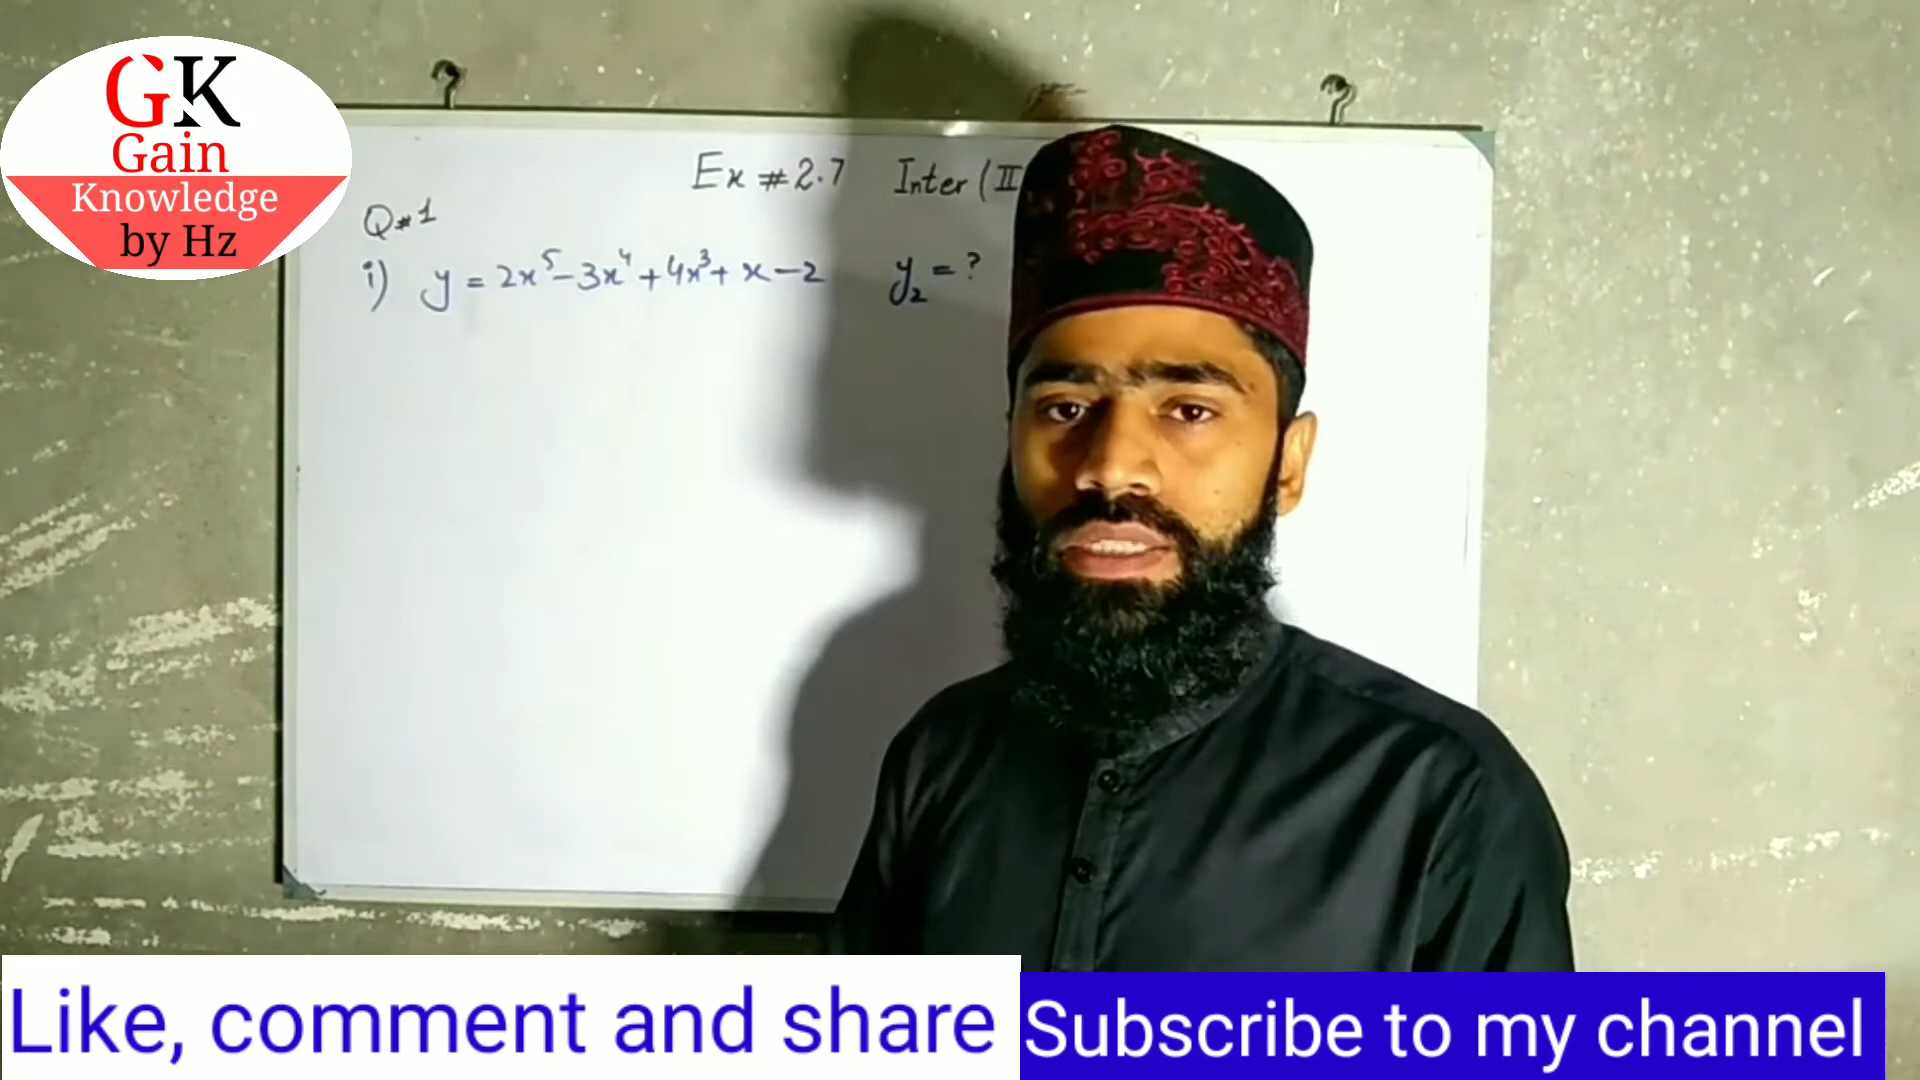 GK
Gain
Knowledge
by Hz
Ex # 2.7 Inter (II
Q#1
i) y = 2x⁵ - 3x⁴ + 4x³ + x - 2 y₂ = ?
Like, comment and share
Subscribe to my channel